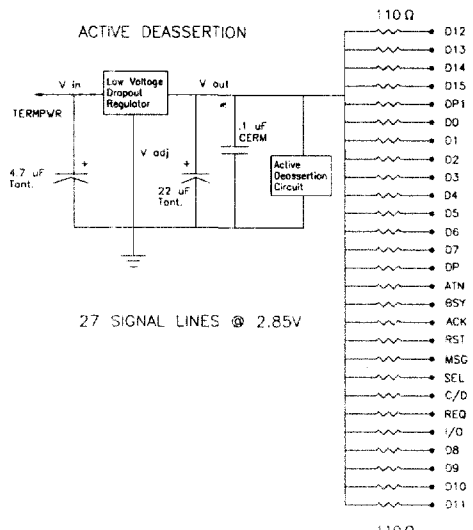 110 Ω
ACTIVE DEASSERTION
V in
Low Voltage
Dropout
Regulator
V out
TERMPWR
V adj
.1 uF
CERM
4.7 uF
Tant.
+
+
22 uF
Tant.
Active
Deassertion
Circuit
27 SIGNAL LINES @ 2.85V
D12
D13
D14
D15
DP1
D0
D1
D2
D3
D4
D5
D6
D7
DP
ATN
BSY
ACK
RST
MSG
SEL
C/D
REQ
I/O
D8
D9
D10
D11
110 Ω